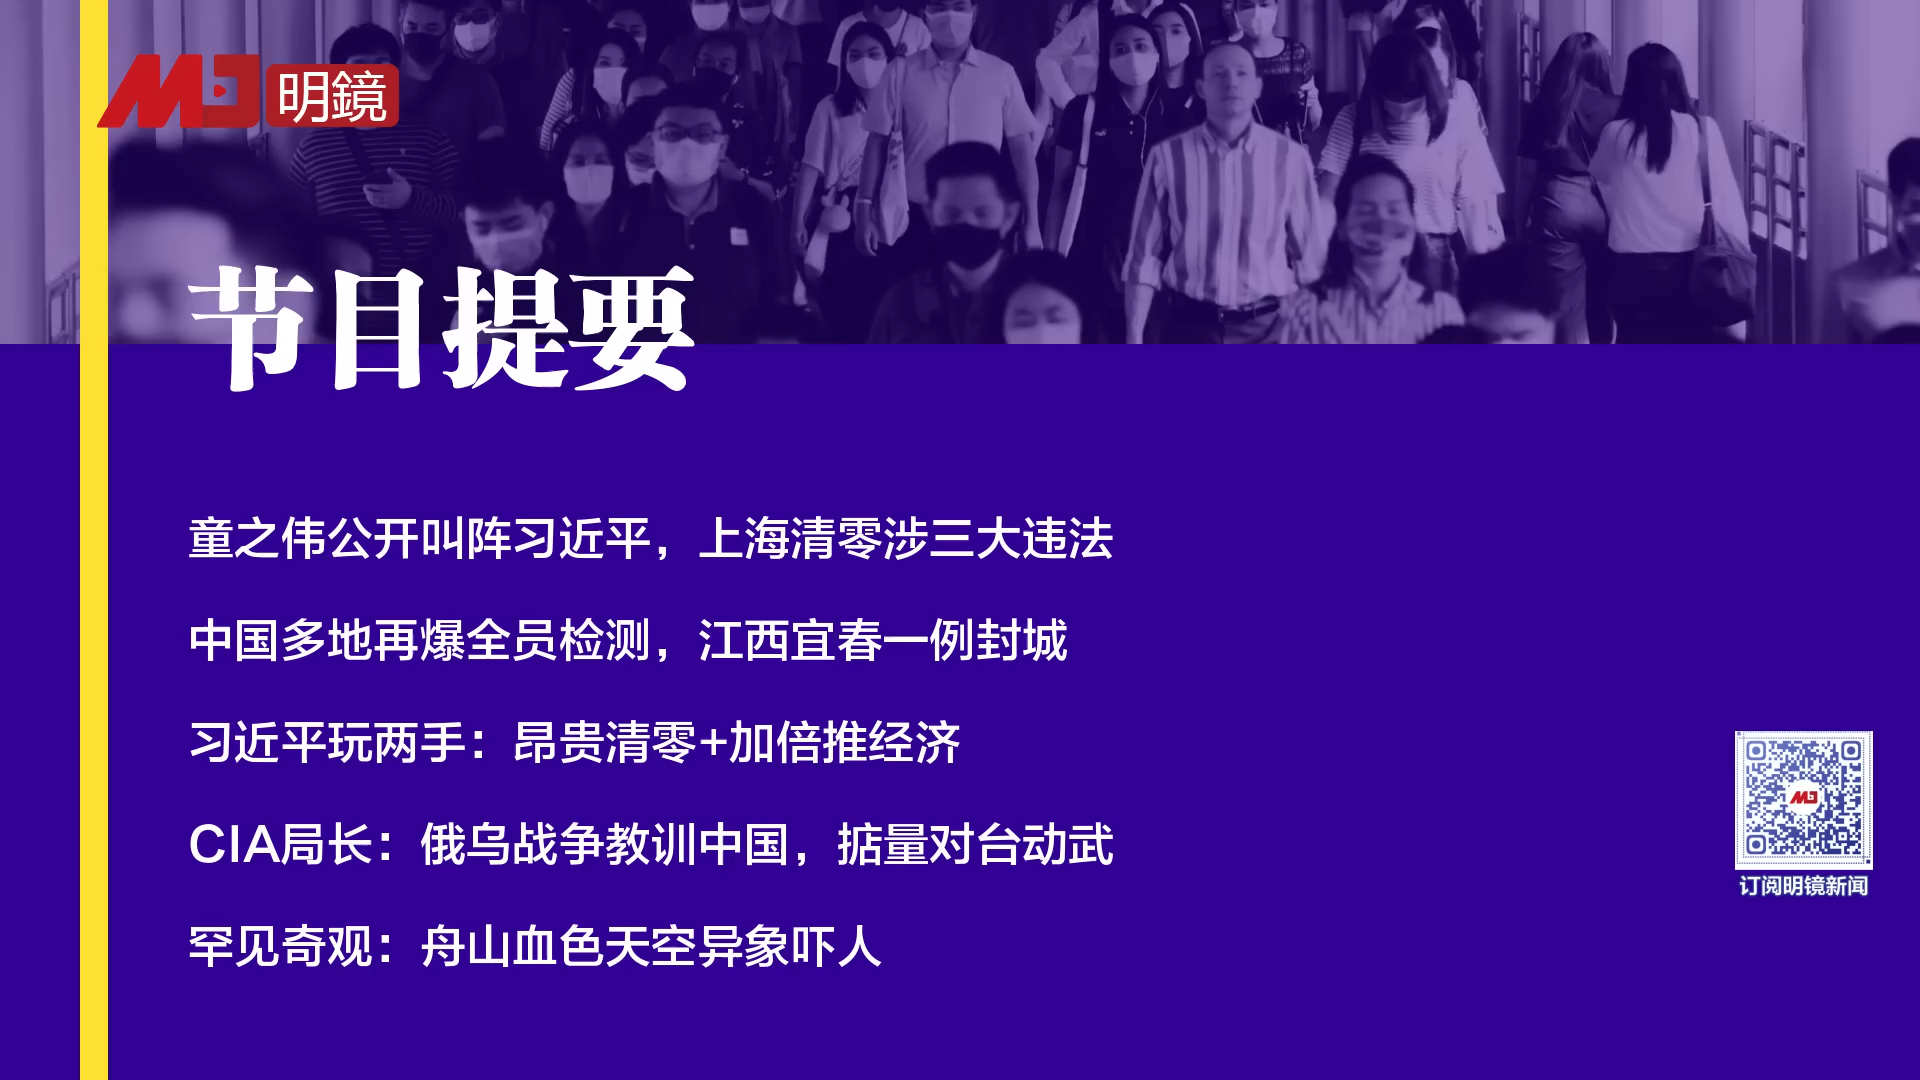 明鏡
节目提要
童之伟公开叫阵习近平，上海清零涉三大违法
中国多地再爆全员检测，江西宜春一例封城
习近平玩两手：昂贵清零+加倍推经济
CIA局长：俄乌战争教训中国，掂量对台动武
罕见奇观：舟山血色天空异象吓人
订阅明镜新闻